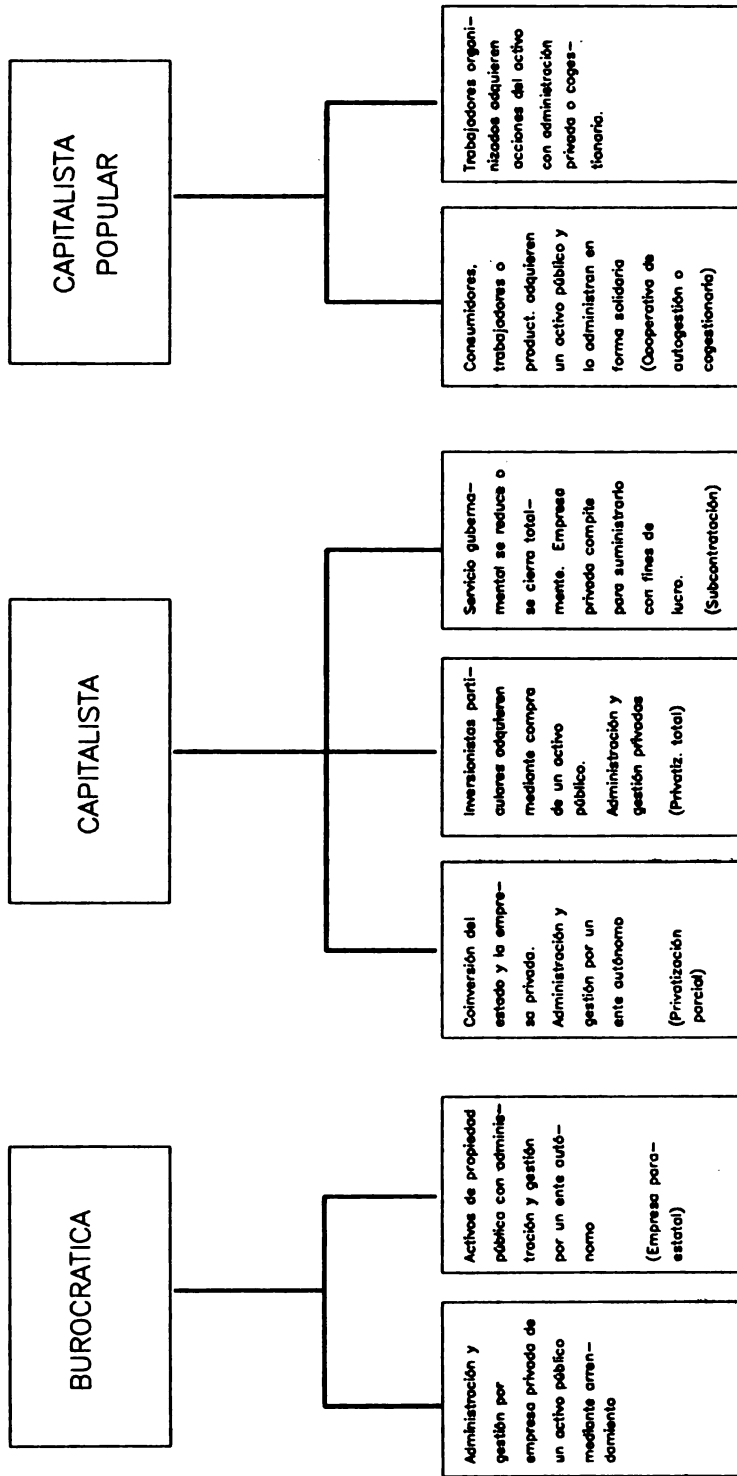 BUROCRATICA
Administración y
gestión por
empresa privada de
un activo público
mediante arren-
damiento
Activos de propiedad
pública con adminis-
tración y gestión
por un ente autó-
nomo
(Empresa para-
estatal)
CAPITALISTA
Coinversión del
estado y la empre-
sa privada.
Administración y
gestión por un
ente autónomo
(Privatización
parcial)
Inversionistas parti-
culares adquieren
mediante compra
de un activo
público.
Administración y
gestión privadas
(Privatiz. total)
Servicio guberna-
mental se reduce o
se cierra total-
mente. Empresa
privada compite
para suministrarlo
con fines de
lucro.
(Subcontratación)
CAPITALISTA
POPULAR
Consumidores,
trabajadores o
product. adquieren
un activo público y
lo administran en
forma solidaria
(Cooperativa de
autogestión o
cogestionaria)
Trabajadores organi-
nizados adquieren
acciones del activo
con administración
privada o coges-
tionaria.